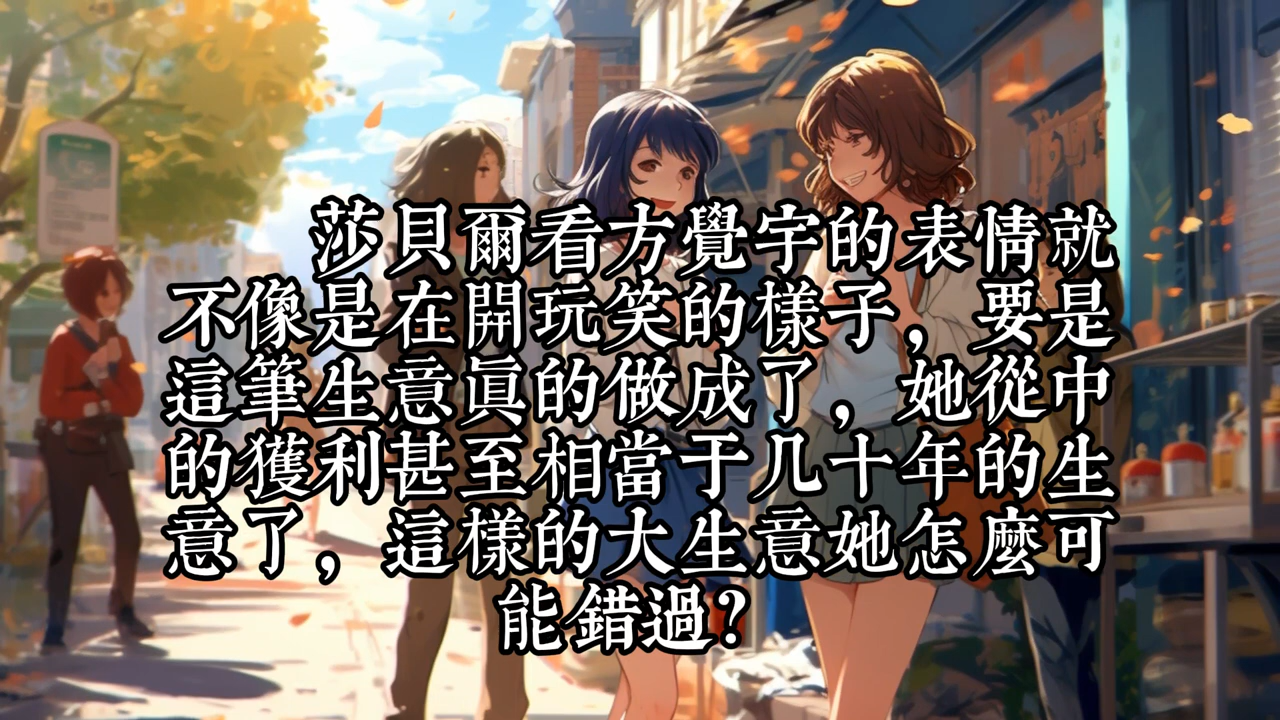 莎貝爾看方覺宇的表情就
不像是在開玩笑的樣子，要是
這筆生意眞的做成了，她從中
的獲利甚至相當于几十年的生
意了，這樣的大生意她怎麽可
能錯過？